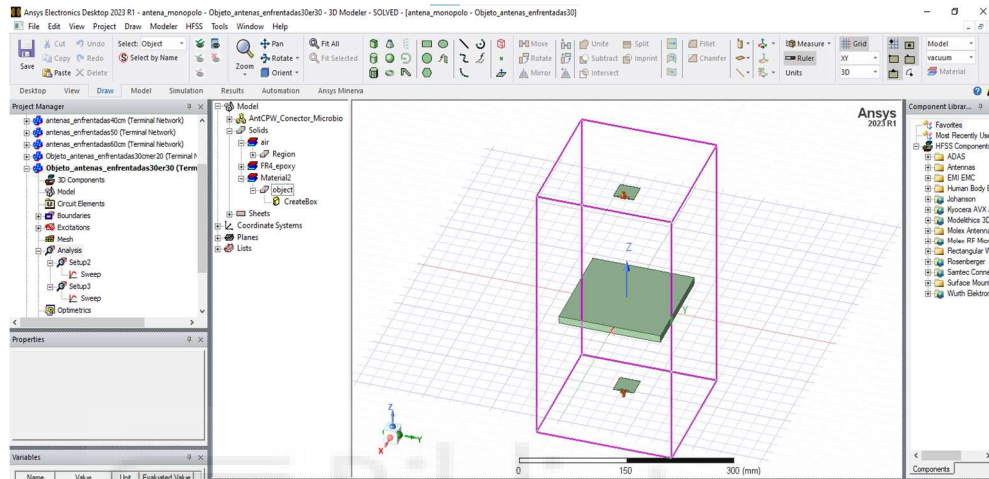 Ansys Electronics Desktop 2023 R1 - antena_monopolo - Objeto_antenas_enfrentadas30er30 - 3D Modeler - SOLVED - [antena_monopolo - Objeto_antenas_enfrentadas30]
File Edit View Project Draw Modeler HFSS Tools Window Help
Save
Cut Undo
Copy Redo
Paste Delete
Select: Object
Select by Name
Zoom
Pan
Rotate
Orient
Fit All
Fit Selected
Move
Rotate
Mirror
Unite Split
Subtract Imprint
Intersect
Fillet
Chamfer
Measure
Ruler
Units
Grid
XY
3D
Model
vacuum
Material
Desktop View Draw Model Simulation Results Automation Ansys Minerva
Project Manager
antenas_enfrentadas40cm (Terminal Network)
antenas_enfrentadas50 (Terminal Network)
antenas_enfrentadas60cm (Terminal Network)
Objeto_antenas_enfrentadas30cmer20 (Terminal N
Objeto_antenas_enfrentadas30er30 (Term
3D Components
Model
Circuit Elements
Boundaries
Excitations
Mesh
Analysis
Setup2
Sweep
Setup3
Sweep
Optimetrics
Properties
Variables
Name Value Unit Evaluated Value
Model
AntCPW_Conector_Microbio
Solids
air
Region
FR4_epoxy
Material2
object
CreateBox
Sheets
Coordinate Systems
Planes
Lists
Ansys
2023 R1
Z
X
Y
Z
Y
X
0 150 300 (mm)
Component Librar...
Favorites
Most Recently Use
HFSS Components
ADAS
Antennas
EMI EMC
Human Body E
Johanson
Kyocera AVX
Modelithics 3D
Molex Antenna
Molex RF Micr
Rectangular W
Rosenberger
Samtec Conne
Surface Mount
Wurth Elektron
Components